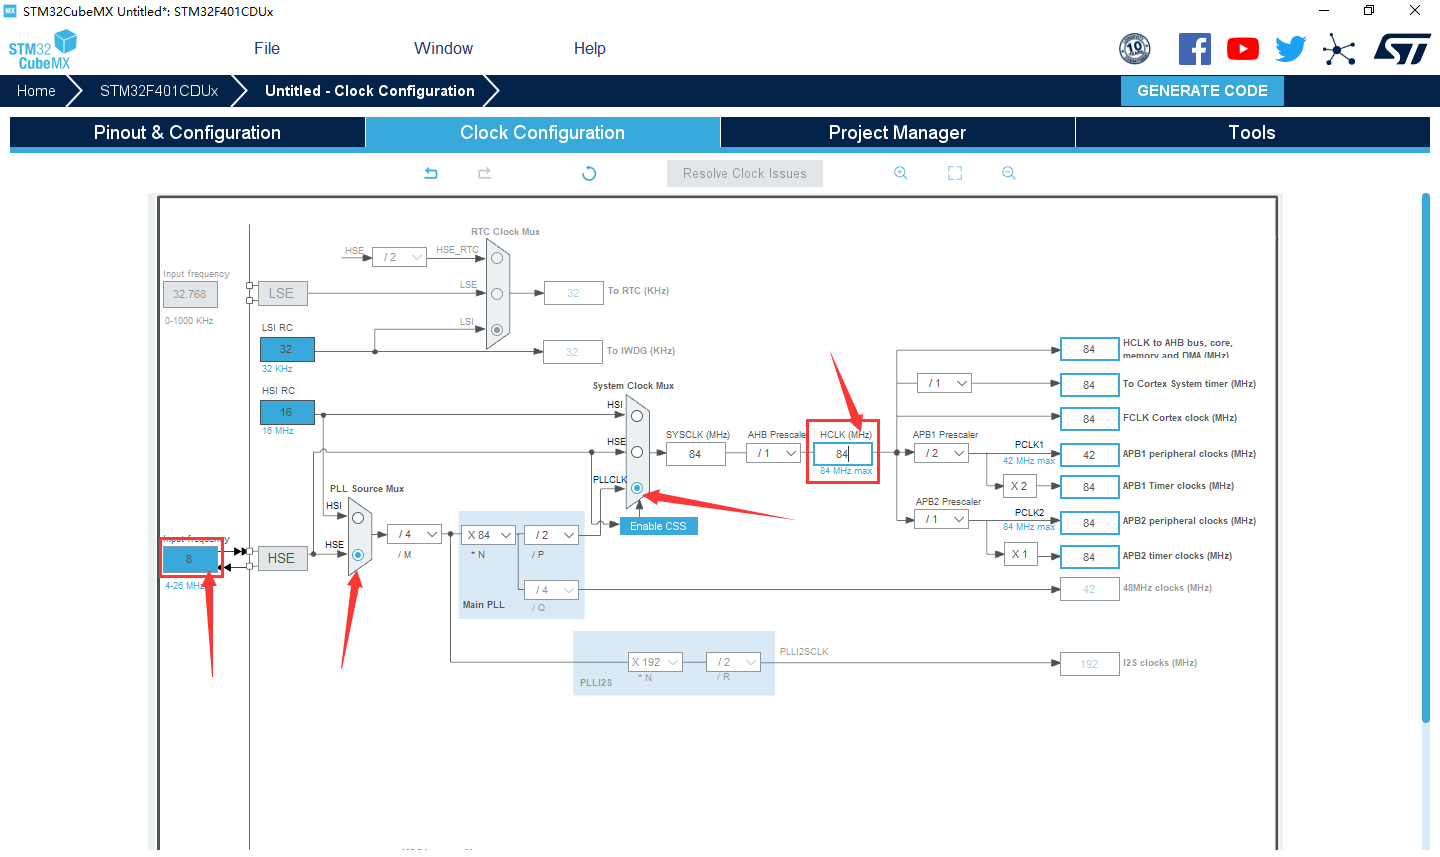 MX STM32CubeMX Untitled*: STM32F401CDUx
STM32
CubeMX
File
Window
Help
10
Home
STM32F401CDUx
Untitled - Clock Configuration
GENERATE CODE
Pinout & Configuration
Clock Configuration
Project Manager
Tools
Resolve Clock Issues
RTC Clock Mux
HSE
/ 2
HSE_RTC
Input frequency
32.768
LSE
LSE
32
To RTC (KHz)
0-1000 KHz
LSI RC
LSI
32
32
To IWDG (KHz)
32 KHz
HSI RC
16
16 MHz
System Clock Mux
HSI
HSE
PLLCLK
SYSCLK (MHz)
84
AHB Prescaler
/ 1
HCLK (MHz)
84
84 MHz max
84
HCLK to AHB bus, core,
memory and DMA (MHz)
/ 1
84
To Cortex System timer (MHz)
84
FCLK Cortex clock (MHz)
APB1 Prescaler
/ 2
PCLK1
42 MHz max
42
APB1 peripheral clocks (MHz)
X 2
84
APB1 Timer clocks (MHz)
APB2 Prescaler
/ 1
PCLK2
84 MHz max
84
APB2 peripheral clocks (MHz)
X 1
84
APB2 timer clocks (MHz)
PLL Source Mux
HSI
HSE
Enable CSS
Input frequency
8
4-26 MHz
HSE
/ 4
/ M
X 84
* N
/ 2
/ P
/ 4
/ Q
Main PLL
42
48MHz clocks (MHz)
X 192
* N
/ 2
/ R
PLLI2S
PLLI2SCLK
192
I2S clocks (MHz)